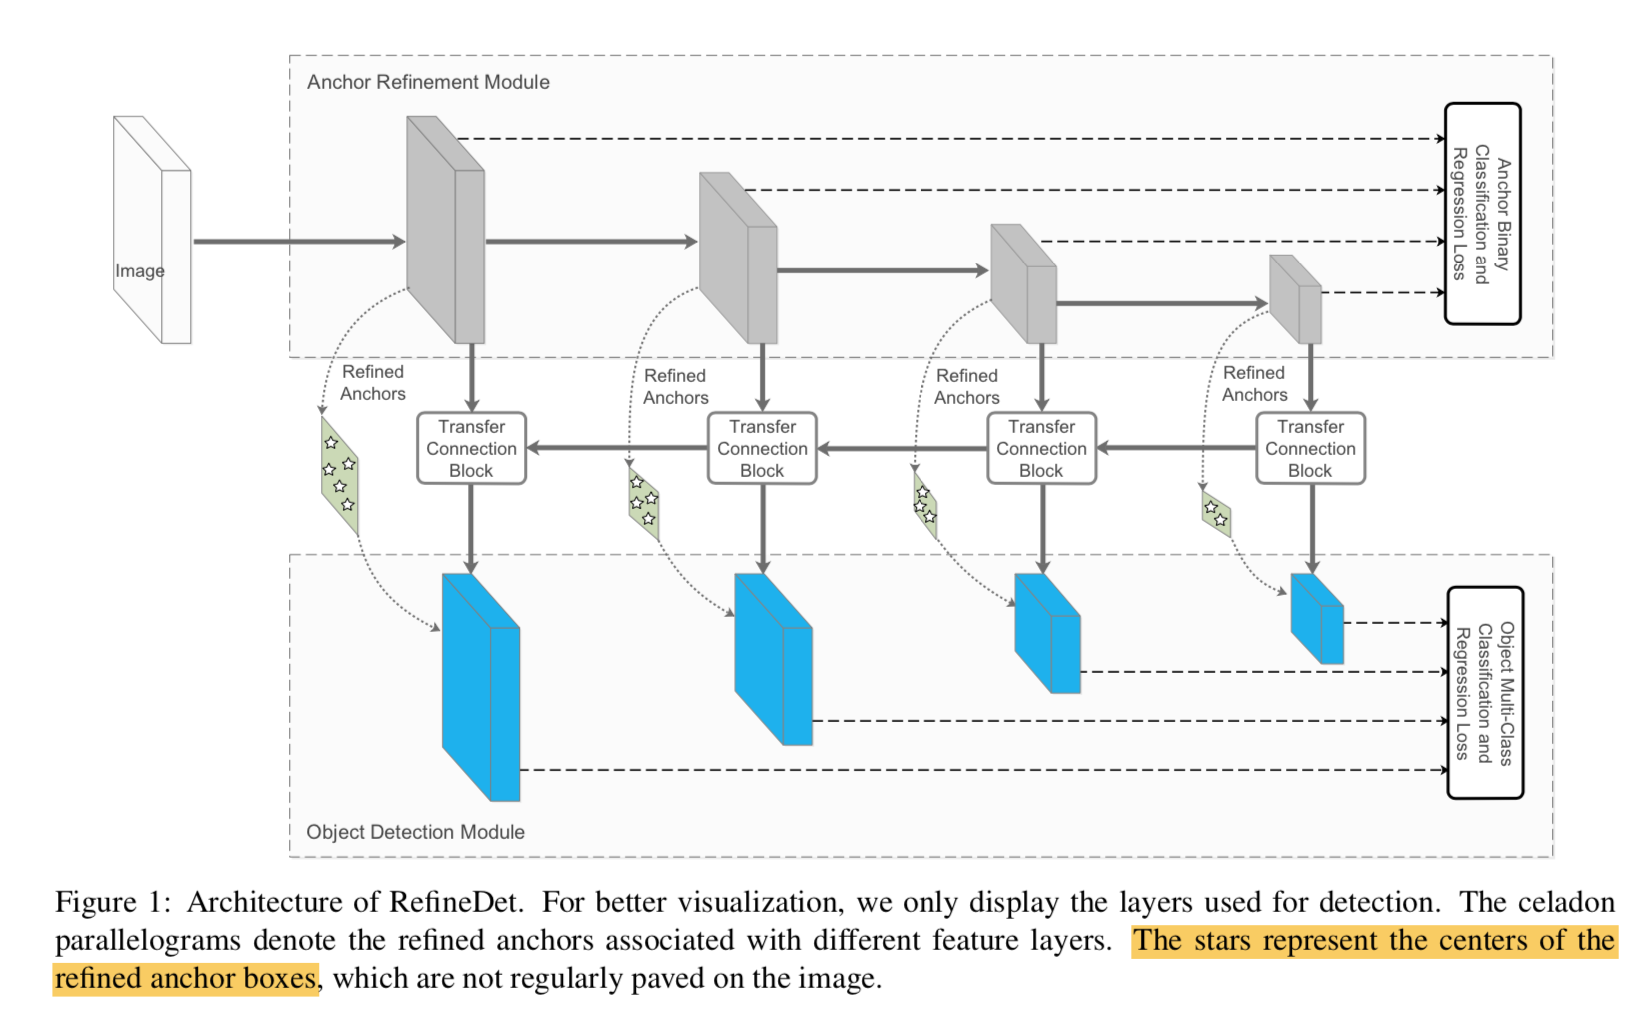 Anchor Refinement Module
Anchor Binary
Classification and
Regression Loss
Image
Refined
Anchors
Refined
Anchors
Refined
Anchors
Refined
Anchors
Transfer
Connection
Block
Transfer
Connection
Block
Transfer
Connection
Block
Transfer
Connection
Block
Object Multi-Class
Classification and
Regression Loss
Object Detection Module
Figure 1: Architecture of RefineDet. For better visualization, we only display the layers used for detection. The celadon
parallelograms denote the refined anchors associated with different feature layers. The stars represent the centers of the
refined anchor boxes, which are not regularly paved on the image.